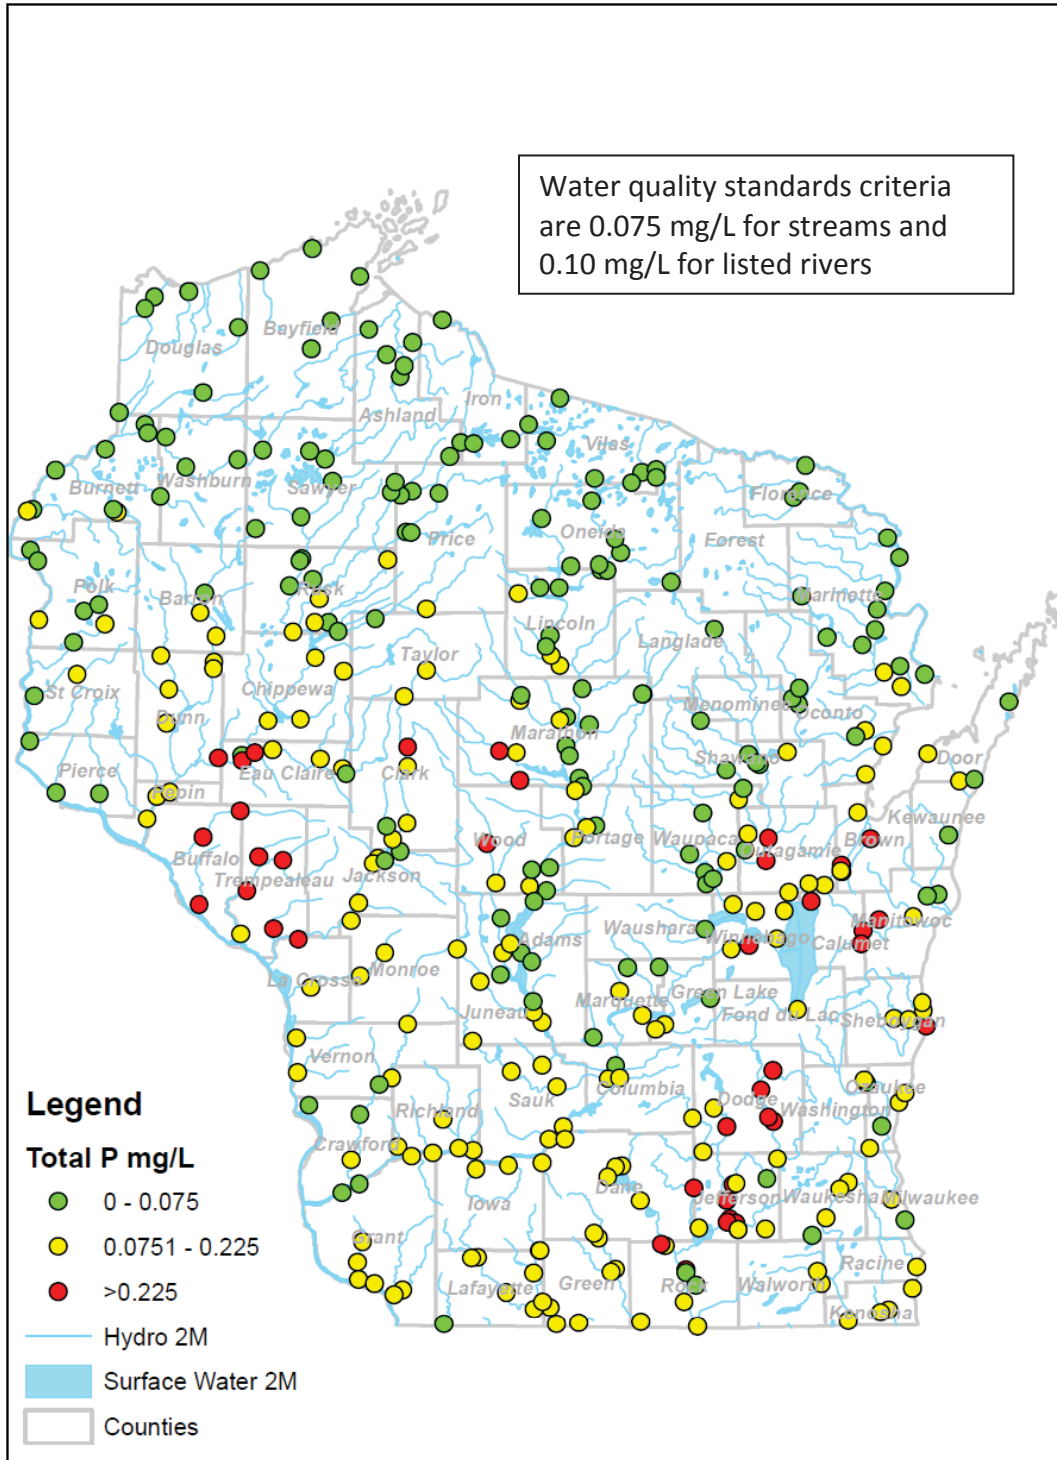 Water quality standards criteria
are 0.075 mg/L for streams and
0.10 mg/L for listed rivers
Bayfield
Douglas
Iron
Ashland
Vilas
Washburn
Burnett
Sawyer
Florence
Oneida
Price
Forest
Polk
Barron
Rusk
Marinette
Lincoln
Langlade
Taylor
St Croix
Chippewa
Menominee
Oconto
Dunn
Marathon
Shawano
Door
Pierce
Eau Claire
Clark
Pepin
Kewaunee
Wood
Portage
Waupaca
Brown
Outagamie
Buffalo
Trempealeau
Jackson
Waushara
Manitowoc
Adams
Winnebago
Calumet
Monroe
La Crosse
Green Lake
Marquette
Juneau
Fond du Lac
Sheboygan
Vernon
Columbia
Ozaukee
Sauk
Dodge
Washington
Richland
Crawford
Dane
Jefferson
Waukesha
Milwaukee
Iowa
Grant
Racine
Lafayette
Green
Rock
Walworth
Kenosha
Legend
Total P mg/L
0 - 0.075
0.0751 - 0.225
>0.225
Hydro 2M
Surface Water 2M
Counties